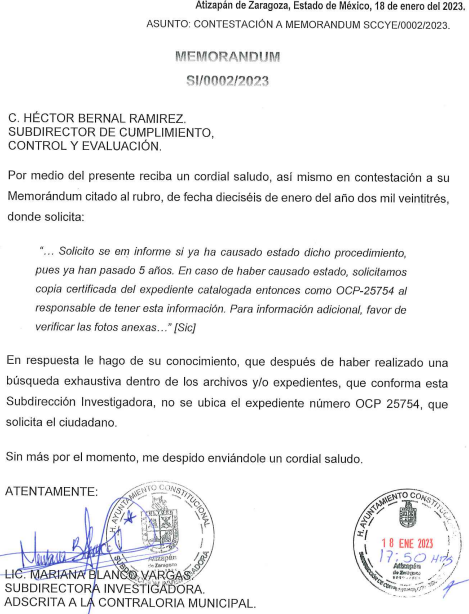 Atizapán de Zaragoza, Estado de México, 18 de enero del 2023.
ASUNTO: CONTESTACIÓN A MEMORANDUM SCCYE/0002/2023.
MEMORANDUM
SI/0002/2023
C. HÉCTOR BERNAL RAMIREZ.
SUBDIRECTOR DE CUMPLIMIENTO,
CONTROL Y EVALUACIÓN.
Por medio del presente reciba un cordial saludo, así mismo en contestación a su
Memorándum citado al rubro, de fecha dieciséis de enero del año dos mil veintitrés,
donde solicita:
“… Solicito se em informe si ya ha causado estado dicho procedimiento,
pues ya han pasado 5 años. En caso de haber causado estado, solicitamos
copia certificada del expediente catalogada entonces como OCP-25754 al
responsable de tener esta información. Para información adicional, favor de
verificar las fotos anexas…” [Sic]
En respuesta le hago de su conocimiento, que después de haber realizado una
búsqueda exhaustiva dentro de los archivos y/o expedientes, que conforma esta
Subdirección Investigadora, no se ubica el expediente número OCP 25754, que
solicita el ciudadano.
Sin más por el momento, me despido enviándole un cordial saludo.
ATENTAMENTE:
H. AYUNTAMIENTO CONSTITUCIONAL
Atizapán
de Zaragoza
H. AYUNTAMIENTO
18 ENE 2023
17:50 Hrs
Atizapán
de Zaragoza
LIC. MARIANA BLANCO VARGAS
SUBDIRECTORA INVESTIGADORA.
ADSCRITA A LA CONTRALORIA MUNICIPAL.